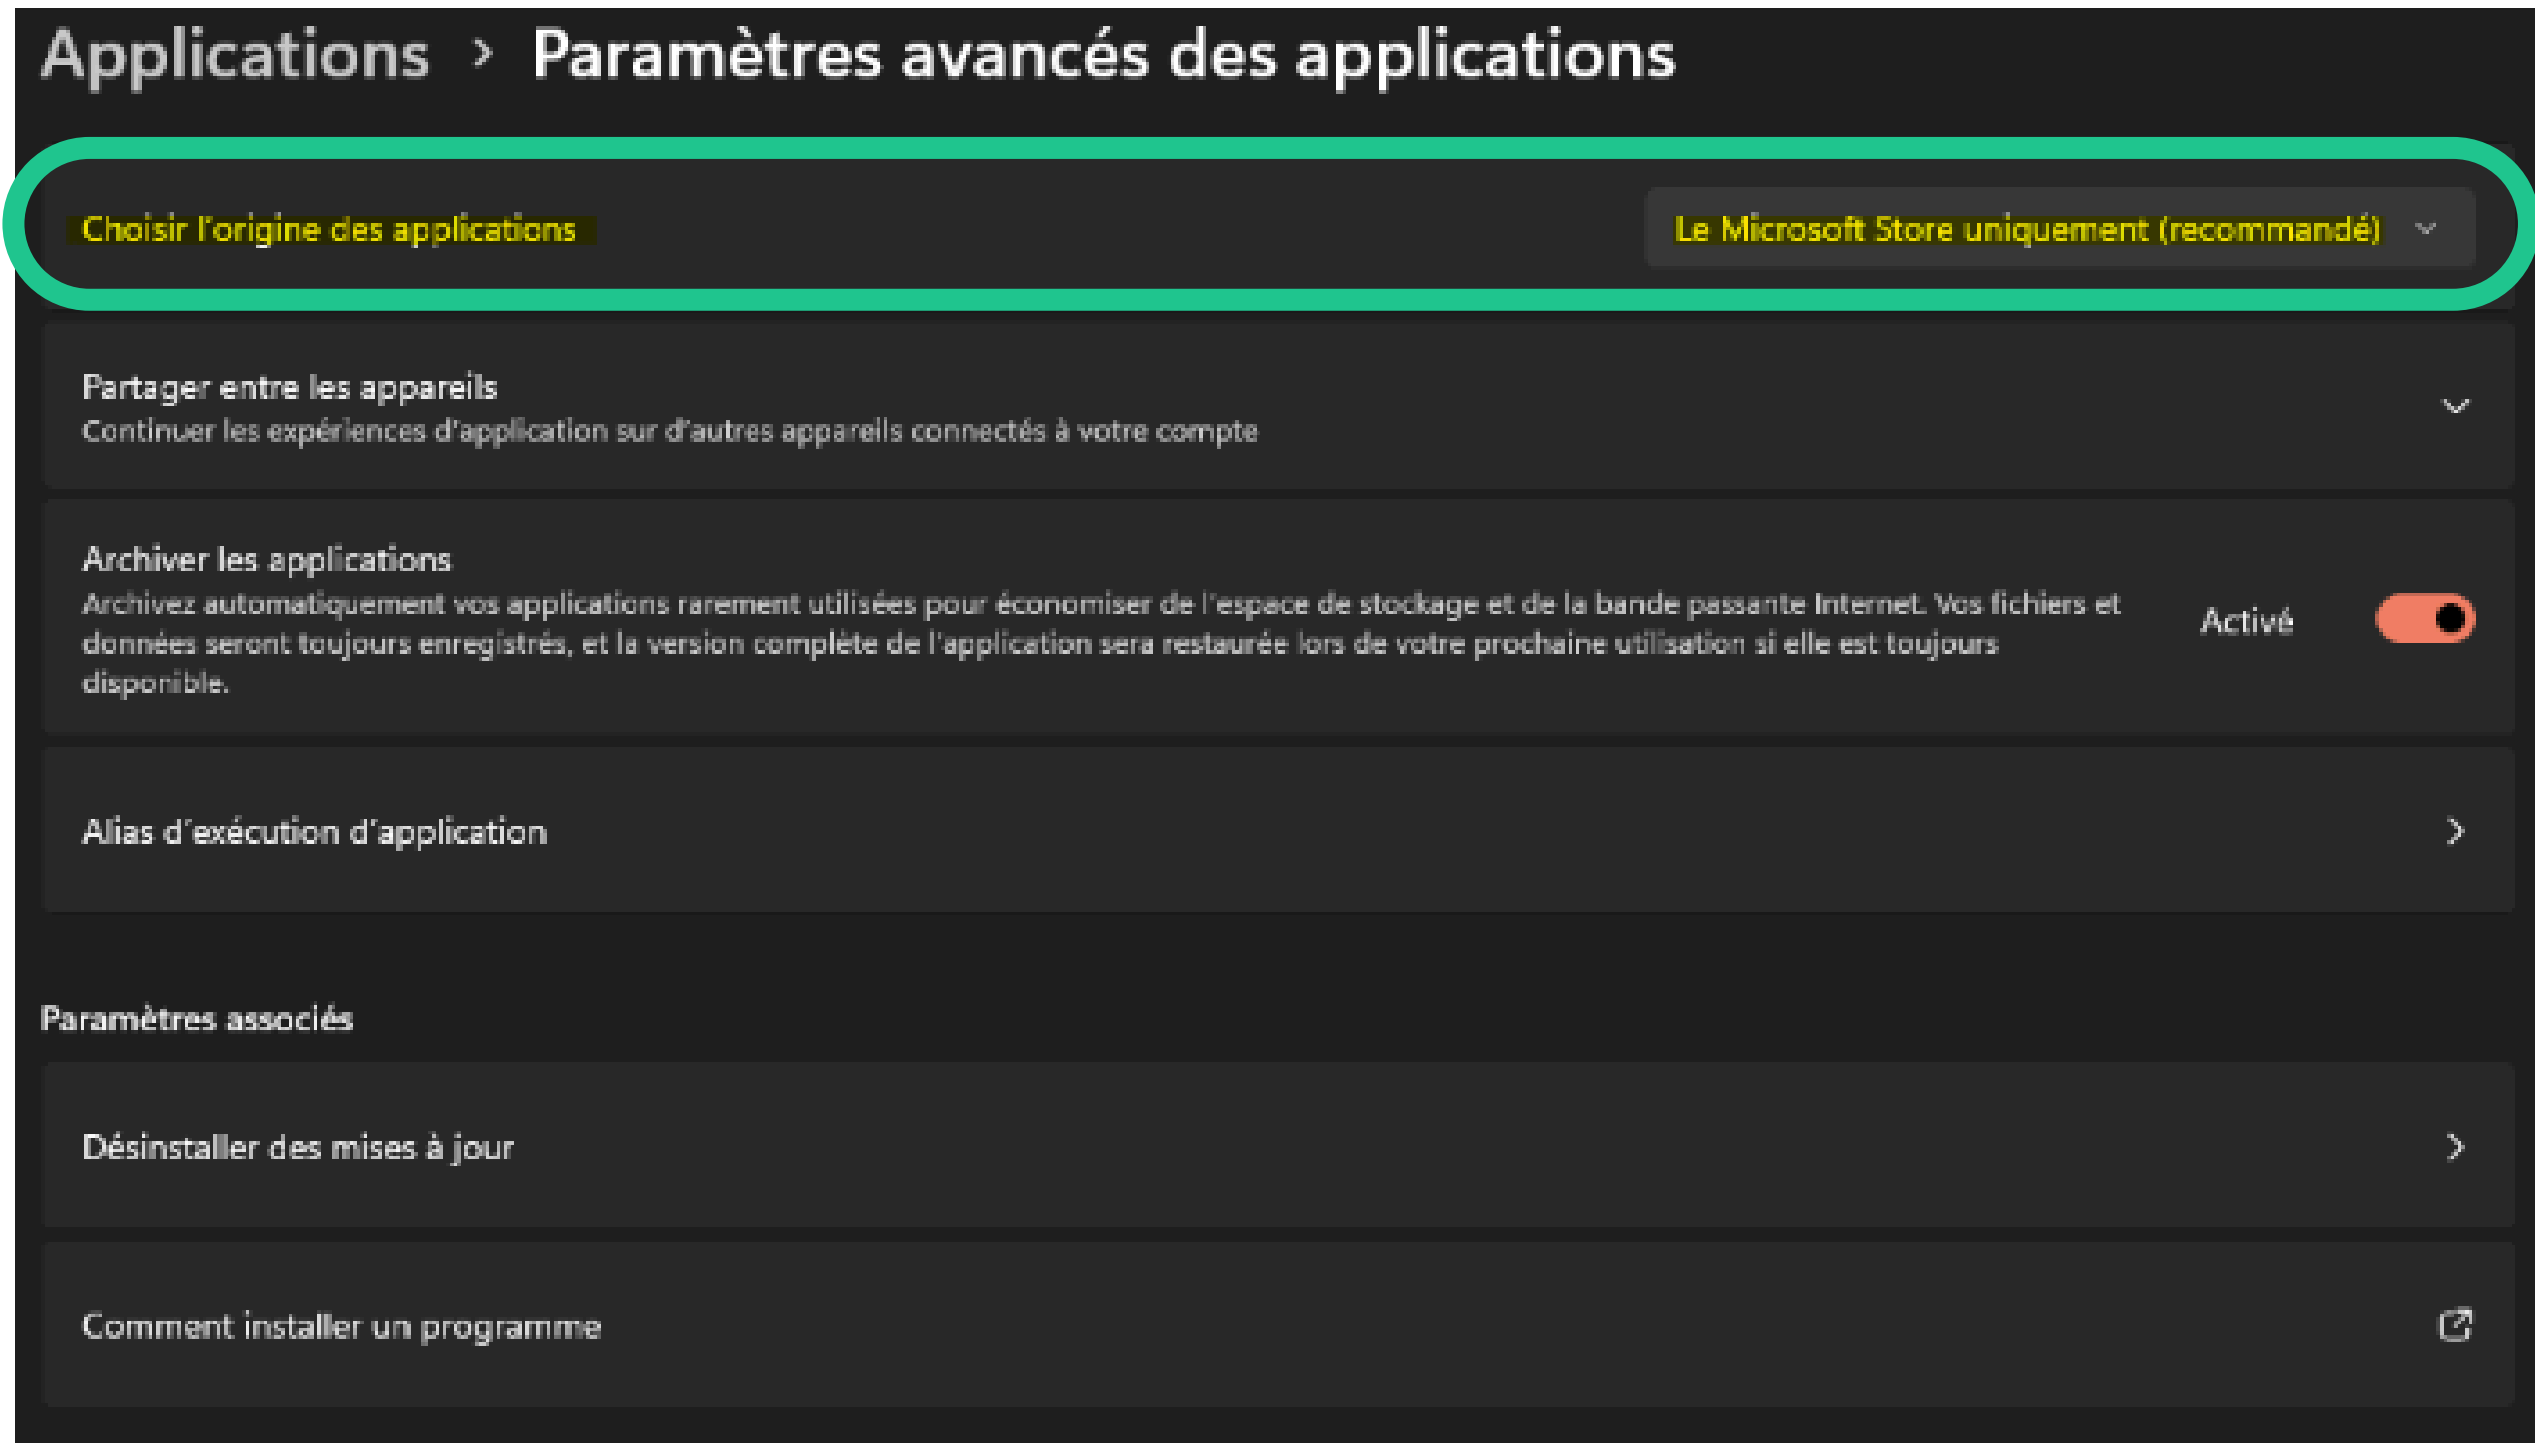 Applications > Paramètres avancés des applications
Choisir l'origine des applications
Le Microsoft Store uniquement (recommandé)
Partager entre les appareils
Continuer les expériences d'application sur d'autres appareils connectés à votre compte
Archiver les applications
Archivez automatiquement vos applications rarement utilisées pour économiser de l'espace de stockage et de la bande passante Internet. Vos fichiers et
données seront toujours enregistrés, et la version complète de l'application sera restaurée lors de votre prochaine utilisation si elle est toujours
disponible.
Activé
Alias d'exécution d'application
Paramètres associés
Désinstaller des mises à jour
Comment installer un programme